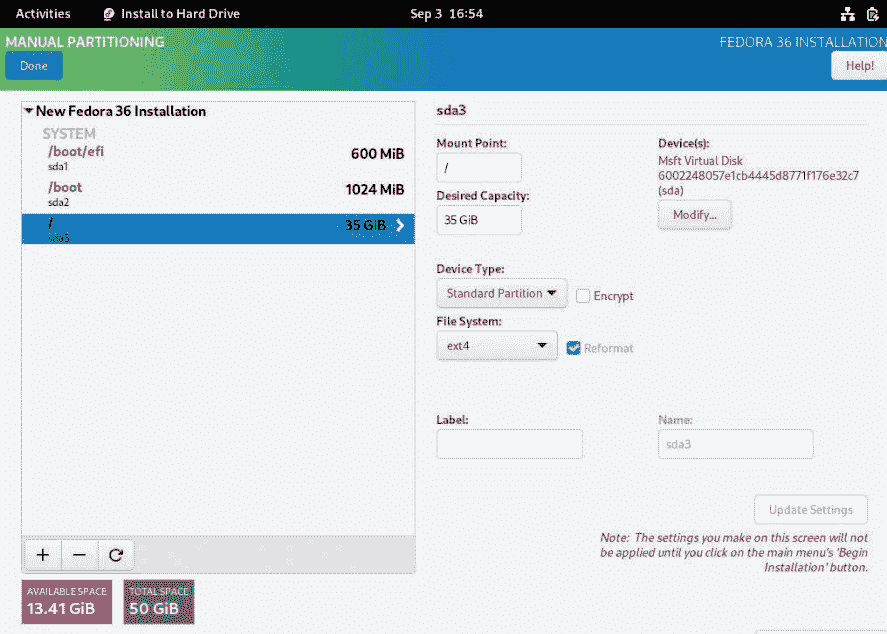 Activities
Install to Hard Drive
Sep 3 16:54
MANUAL PARTITIONING
FEDORA 36 INSTALLATION
Done
Help!
New Fedora 36 Installation
SYSTEM
/boot/efi
600 MiB
sda1
/boot
1024 MiB
sda2
/
35 GiB
sda3
sda3
Mount Point:
/
Desired Capacity:
35 GiB
Device(s):
Msft Virtual Disk
6002248057e1cb4445d8771f176e32c7
(sda)
Modify...
Device Type:
Standard Partition
Encrypt
File System:
ext4
Reformat
Label:
Name:
sda3
Update Settings
Note: The settings you make on this screen will not
be applied until you click on the main menu's 'Begin
Installation' button.
AVAILABLE SPACE
13.41 GiB
TOTAL SPACE
50 GiB